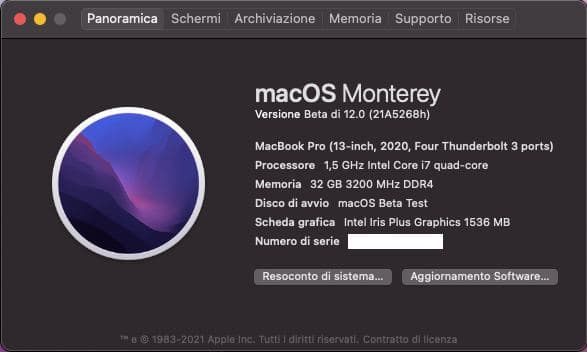 Panoramica Schermi Archiviazione Memoria Supporto Risorse
macOS Monterey
Versione Beta di 12.0 (21A5268h)
MacBook Pro (13-inch, 2020, Four Thunderbolt 3 ports)
Processore 1,5 GHz Intel Core i7 quad-core
Memoria 32 GB 3200 MHz DDR4
Disco di avvio macOS Beta Test
Scheda grafica Intel Iris Plus Graphics 1536 MB
Numero di serie
Resoconto di sistema... Aggiornamento Software...
™ e © 1983-2021 Apple Inc. Tutti i diritti riservati. Contratto di licenza